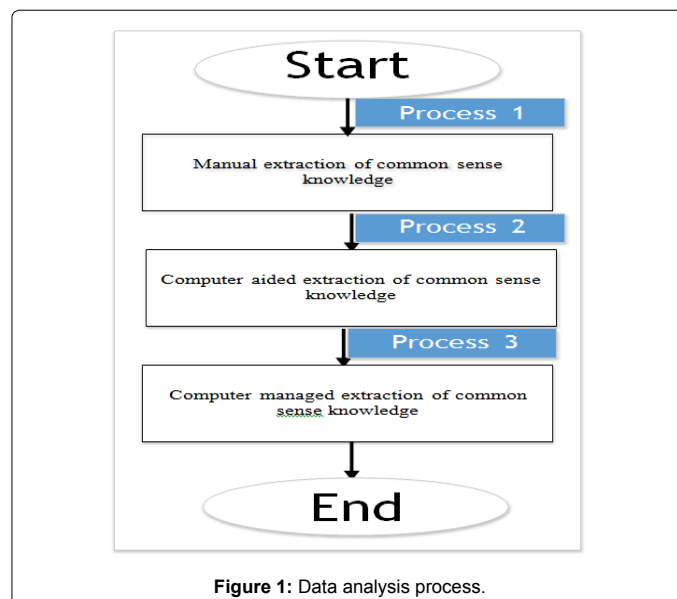 Start
Process 1
Manual extraction of common sense
knowledge
Process 2
Computer aided extraction of common sense
knowledge
Process 3
Computer managed extraction of common
sense knowledge
End
Figure 1: Data analysis process.